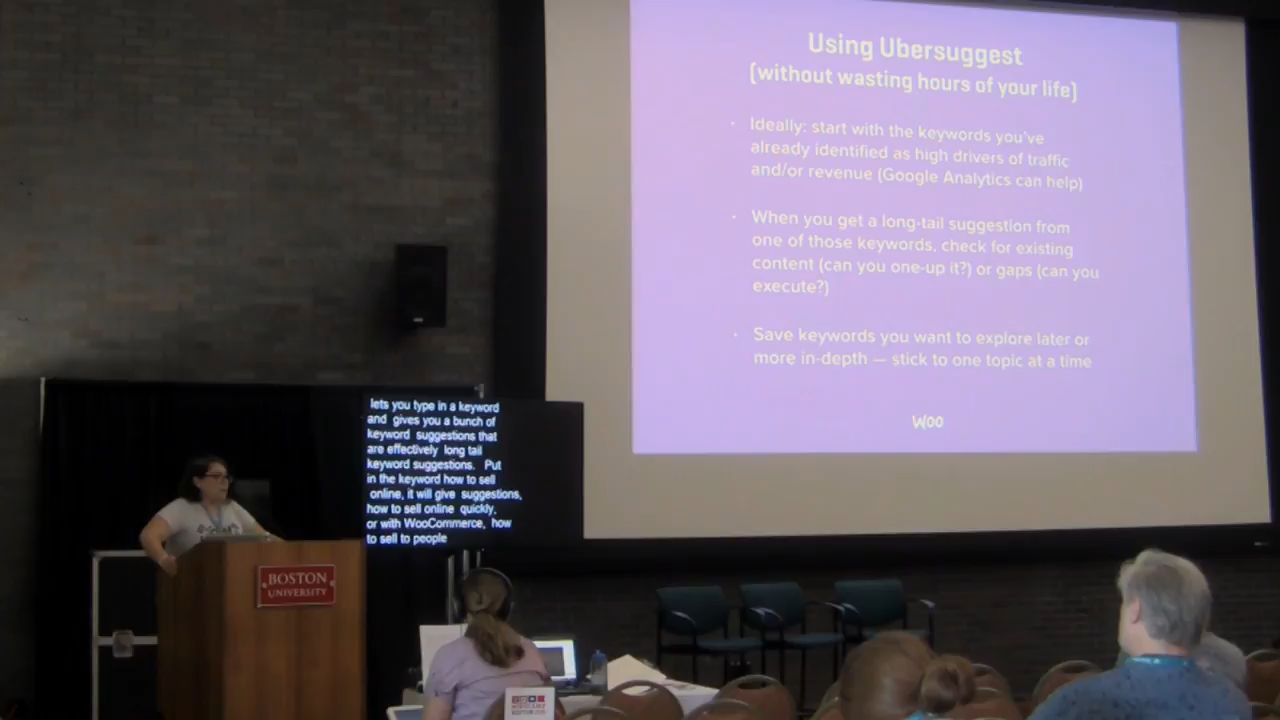 Using Ubersuggest
(without wasting hours of your life)
· Ideally: start with the keywords you've
already identified as high drivers of traffic
and/or revenue (Google Analytics can help)
· When you get a long-tail suggestion from
one of those keywords, check for existing
content (can you one-up it?) or gaps (can you
execute?)
· Save keywords you want to explore later or
more in-depth — stick to one topic at a time
WOO
lets you type in a keyword
and gives you a bunch of
keyword suggestions that
are effectively long tail
keyword suggestions. Put
in the keyword how to sell
online, it will give suggestions,
how to sell online quickly,
or with WooCommerce, how
to sell to people
BOSTON
UNIVERSITY